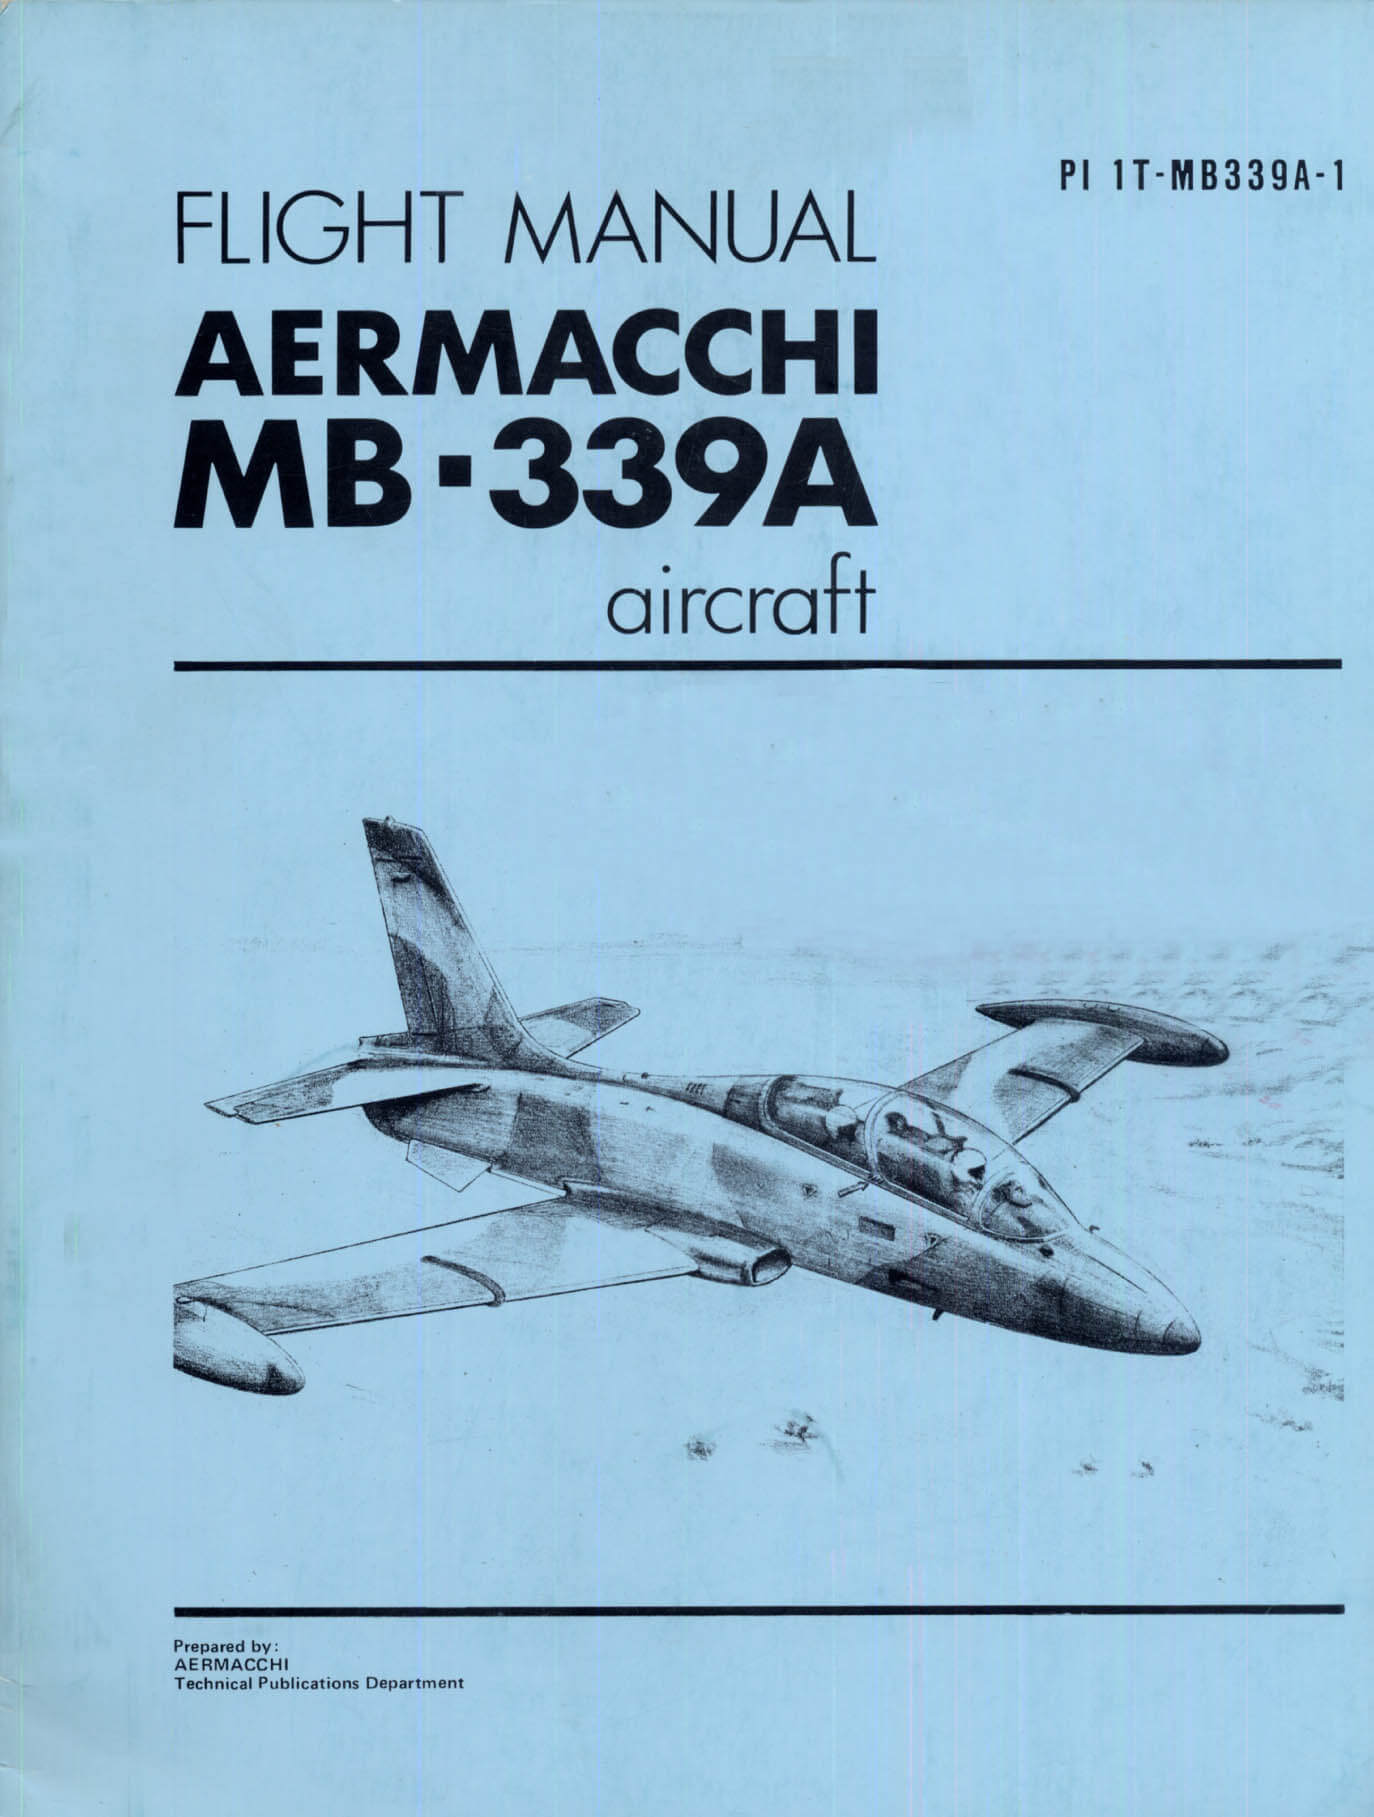 PI 1T-MB339A-1
FLIGHT MANUAL
AERMACCHI
MB-339A
aircraft
Prepared by:
AERMACCHI
Technical Publications Department